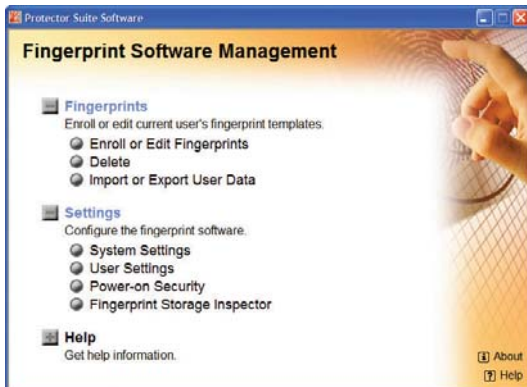 Protector Suite Software
Fingerprint Software Management
Fingerprints
Enroll or edit current user's fingerprint templates.
Enroll or Edit Fingerprints
Delete
Import or Export User Data
Settings
Configure the fingerprint software.
System Settings
User Settings
Power-on Security
Fingerprint Storage Inspector
Help
Get help information.
About
Help